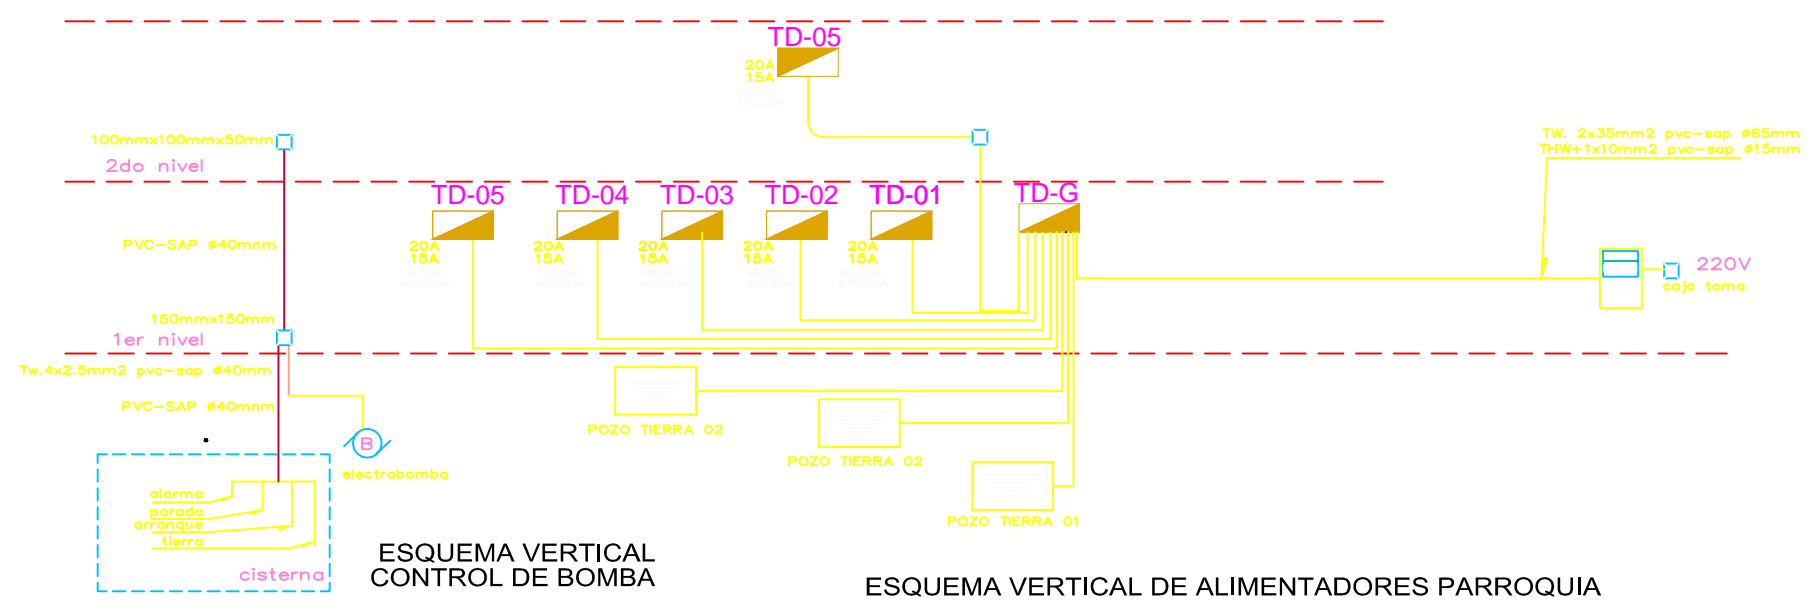 TD-05
20A
15A
100mmx100mmx50mm
2do nivel
TW. 2x35mm2 pvc-sap ø65mm
THW+1x10mm2 pvc-sap ø15mm
TD-05
TD-04
TD-03
TD-02
TD-01
TD-G
20A
15A
20A
15A
20A
15A
20A
15A
20A
15A
PVC-SAP ø40mnm
220V
caja toma
150mmx150mm
1er nivel
Tw.4x2.5mm2 pvc-sap ø40mm
PVC-SAP ø40mnm
B
electrobomba
POZO TIERRA 02
POZO TIERRA 02
POZO TIERRA 01
alarma
parada
arranque
tierra
cisterna
ESQUEMA VERTICAL
CONTROL DE BOMBA
ESQUEMA VERTICAL DE ALIMENTADORES PARROQUIA